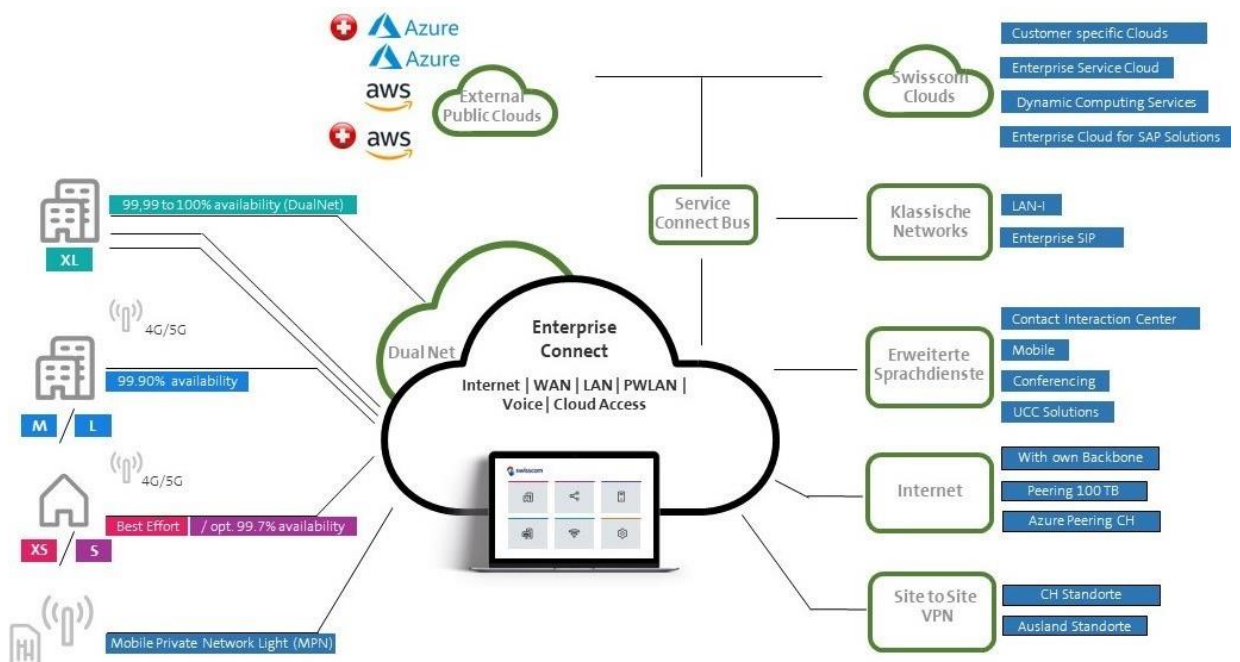 Azure
Azure
aws
aws
External
Public Clouds
Swisscom
Clouds
Customer specific Clouds
Enterprise Service Cloud
Dynamic Computing Services
Enterprise Cloud for SAP Solutions
99,99 to 100% availability (DualNet)
XL
Service
Connect Bus
Klassische
Networks
LAN-I
Enterprise SIP
4G/5G
99.90% availability
M / L
Dual Net
Enterprise
Connect
Internet | WAN | LAN | PWLAN |
Voice | Cloud Access
swisscom
Erweiterte
Sprachdienste
Contact Interaction Center
Mobile
Conferencing
UCC Solutions
4G/5G
Best Effort / opt. 99.7% availability
XS / S
Internet
With own Backbone
Peering 100 TB
Azure Peering CH
Mobile Private Network Light (MPN)
Site to Site
VPN
CH Standorte
Ausland Standorte